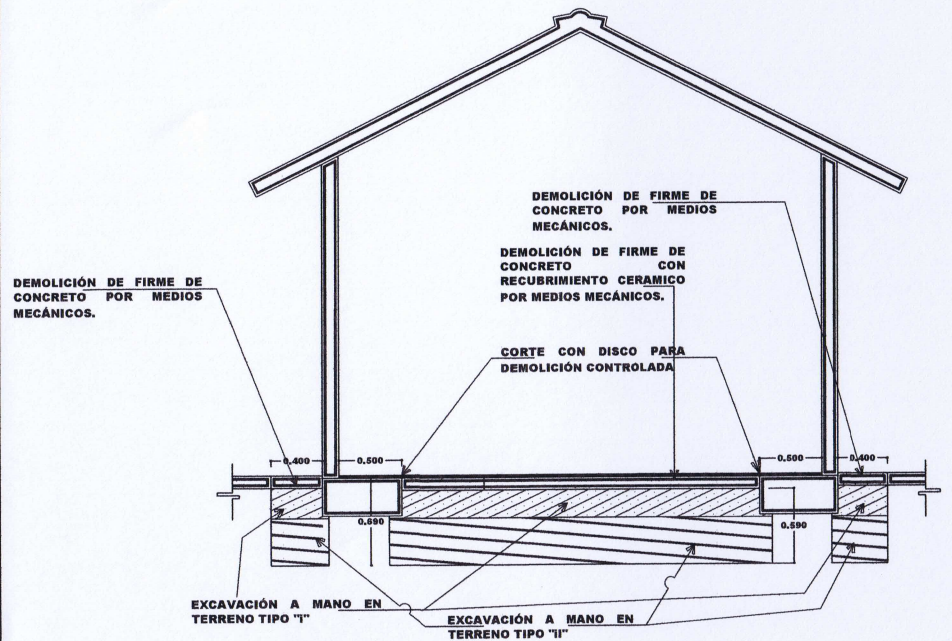 DEMOLICIÓN DE FIRME DE
CONCRETO POR MEDIOS
MECÁNICOS.
DEMOLICIÓN DE FIRME DE
CONCRETO CON
RECUBRIMIENTO CERAMICO
POR MEDIOS MECÁNICOS.
DEMOLICIÓN DE FIRME DE
CONCRETO POR MEDIOS
MECÁNICOS.
CORTE CON DISCO PARA
DEMOLICIÓN CONTROLADA
0.400
0.500
0.500
0.400
0.690
0.590
EXCAVACIÓN A MANO EN
TERRENO TIPO "I"
EXCAVACIÓN A MANO EN
TERRENO TIPO "II"